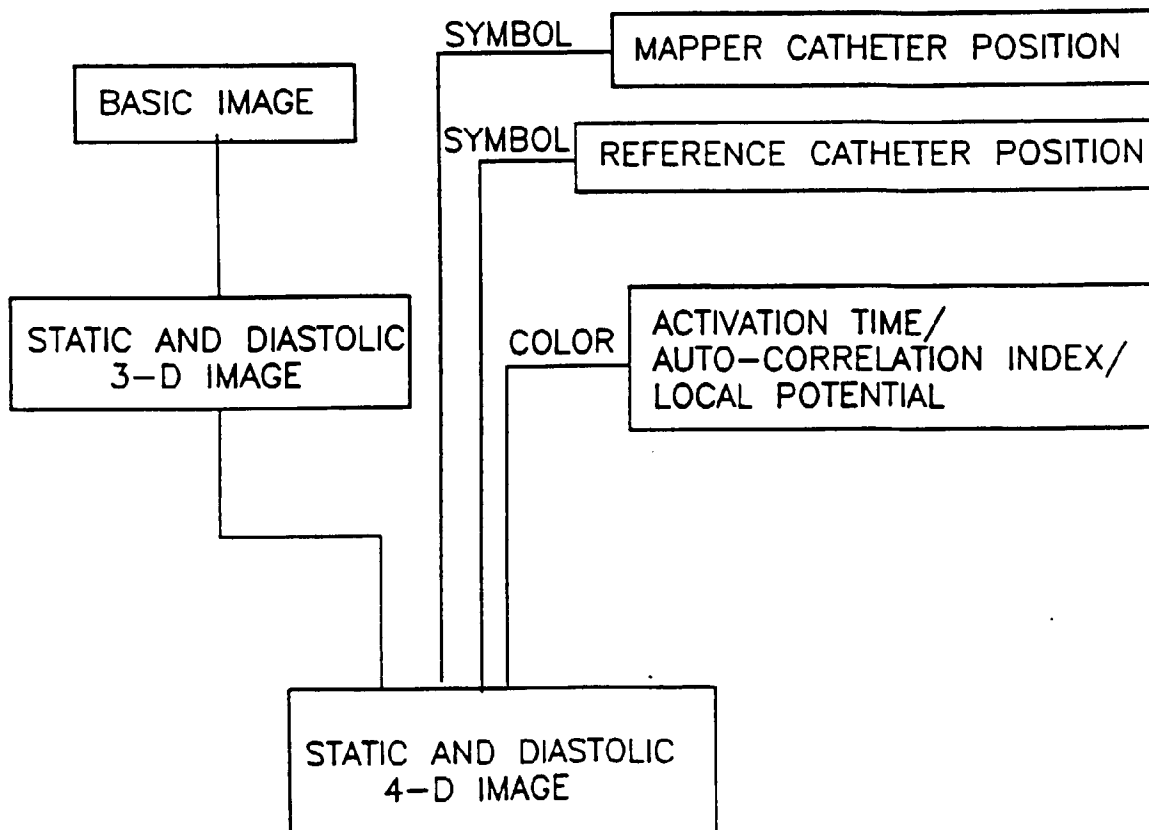 SYMBOL
MAPPER CATHETER POSITION
BASIC IMAGE
SYMBOL
REFERENCE CATHETER POSITION
STATIC AND DIASTOLIC
3-D IMAGE
COLOR
ACTIVATION TIME/
AUTO-CORRELATION INDEX/
LOCAL POTENTIAL
STATIC AND DIASTOLIC
4-D IMAGE